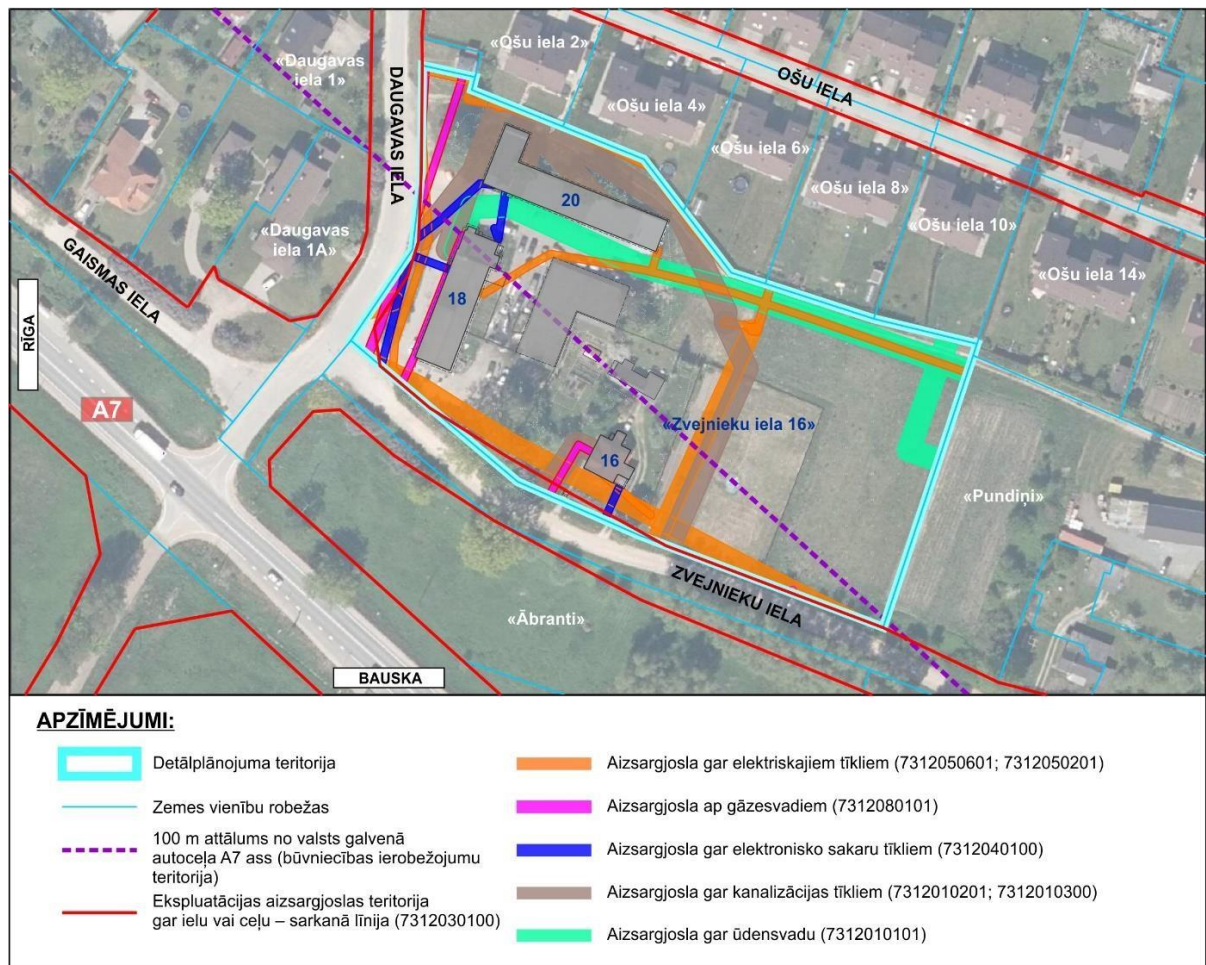 «Daugavas
iela 1»
DAUGAVAS IELA
«Ošu iela 2»
«Ošu iela 4»
OŠU IELA
«Ošu iela 6»
«Ošu iela 8»
«Ošu iela 10»
«Ošu iela 14»
«Daugavas
iela 1A»
GAISMAS IELA
RĪGA
A7
20
18
16
«Zvejnieku iela 16»
«Pundiņi»
ZVEJNIEKU IELA
«Ābranti»
BAUSKA
APZĪMĒJUMI:
Detālplānojuma teritorija
Zemes vienību robežas
100 m attālums no valsts galvenā
autoceļa A7 ass (būvniecības ierobežojumu
teritorija)
Ekspluatācijas aizsargjoslas teritorija
gar ielu vai ceļu – sarkanā līnija (7312030100)
Aizsargjosla gar elektriskajiem tīkliem (7312050601; 7312050201)
Aizsargjosla ap gāzesvadiem (7312080101)
Aizsargjosla gar elektronisko sakaru tīkliem (7312040100)
Aizsargjosla gar kanalizācijas tīkliem (7312010201; 7312010300)
Aizsargjosla gar ūdensvadu (7312010101)